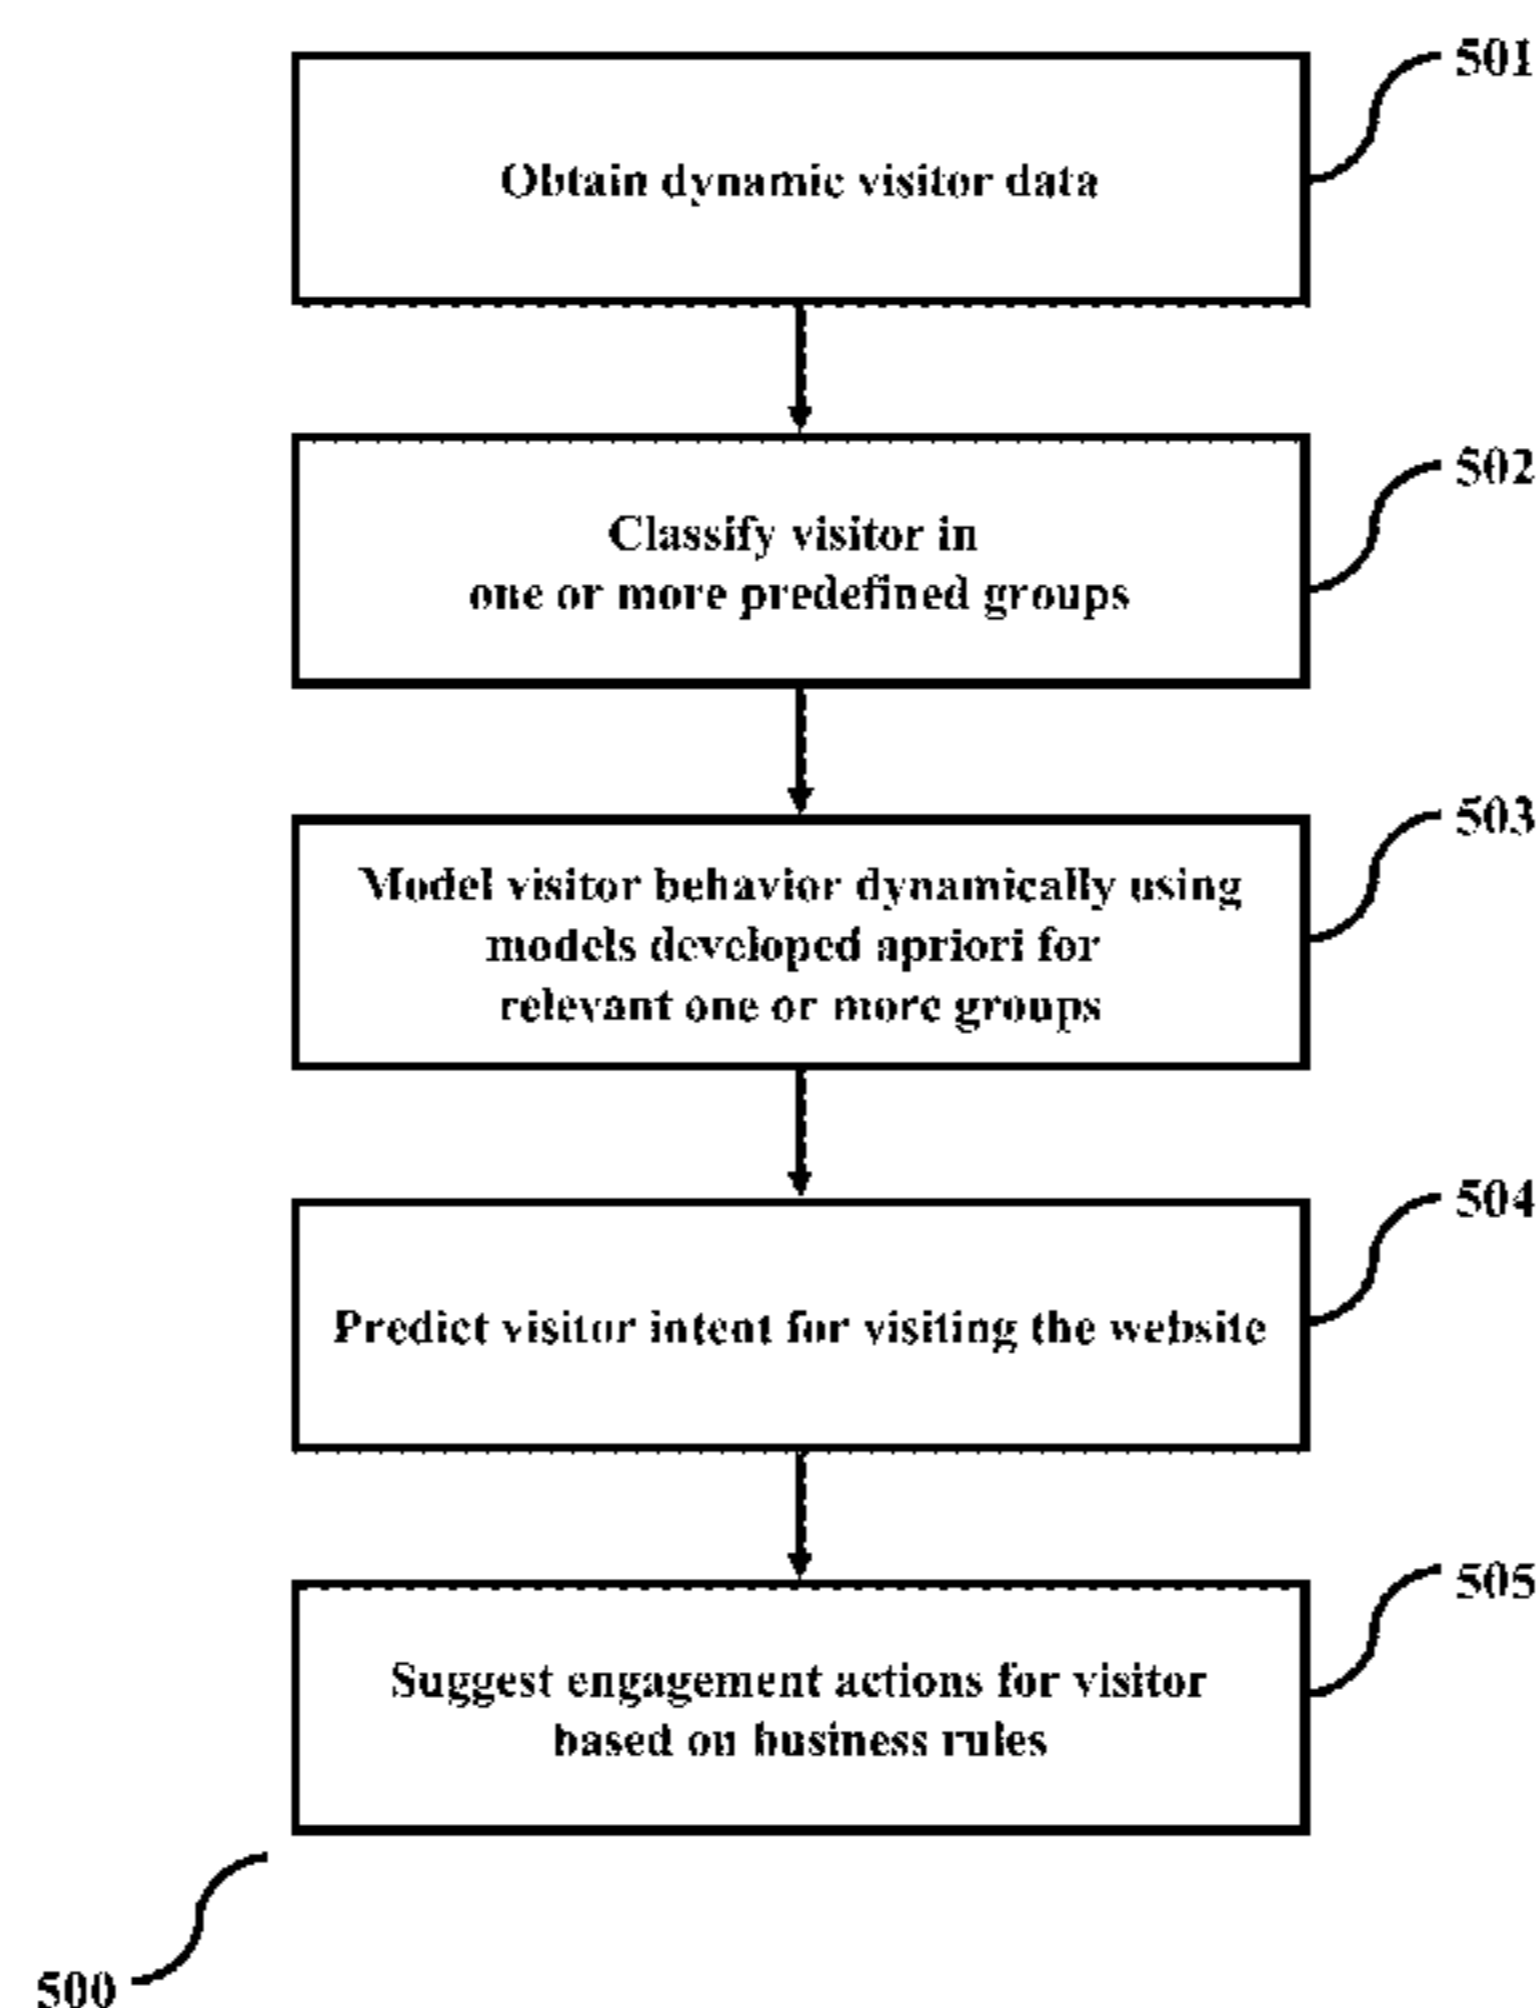 501
Obtain dynamic visitor data
502
Classify visitor in
one or more predefined groups
503
Model visitor behavior dynamically using
models developed apriori for
relevant one or more groups
504
Predict visitor intent for visiting the website
505
Suggest engagement actions for visitor
based on business rules
500